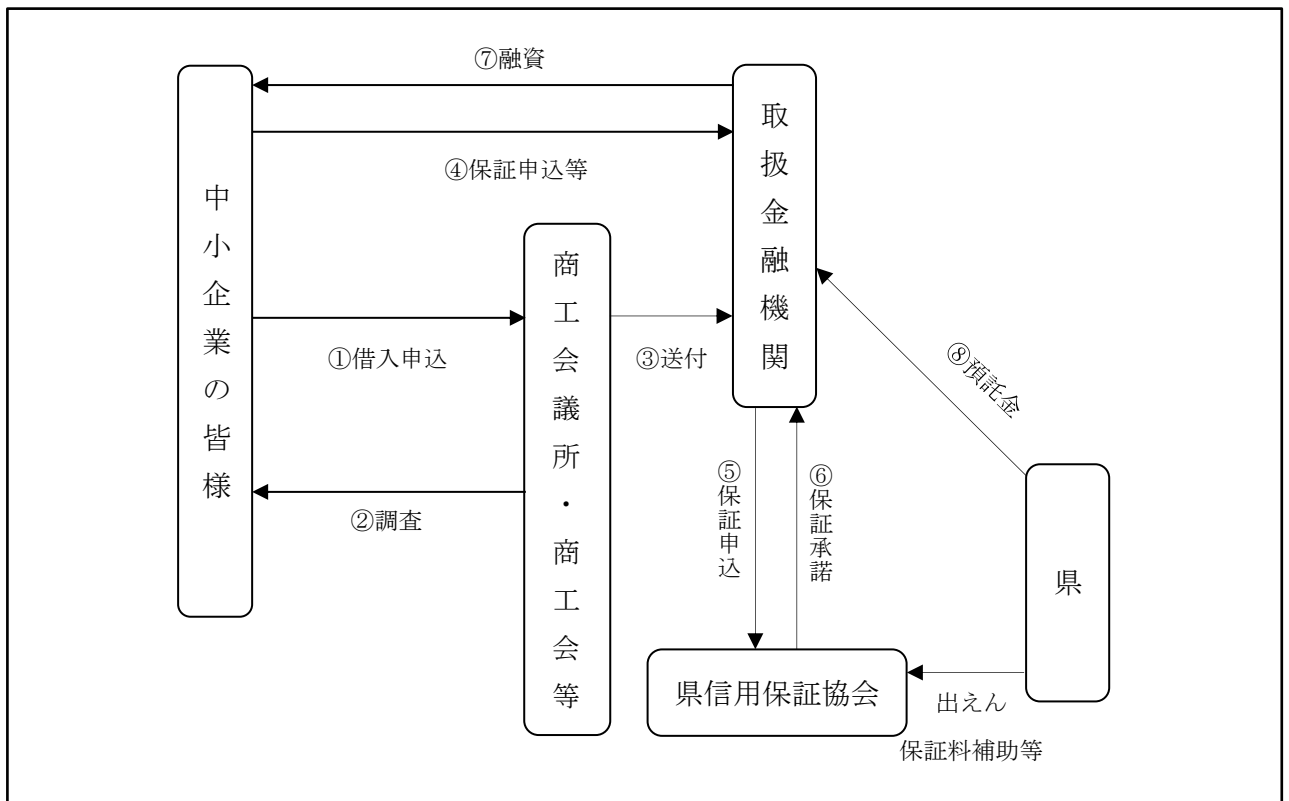 ⑦融資
④保証申込等
中小企業の皆様
取扱金融機関
商工会議所・商工会等
①借入申込
③送付
②調査
⑧預託金
⑤保証申込
⑥保証承諾
県
県信用保証協会
出えん
保証料補助等